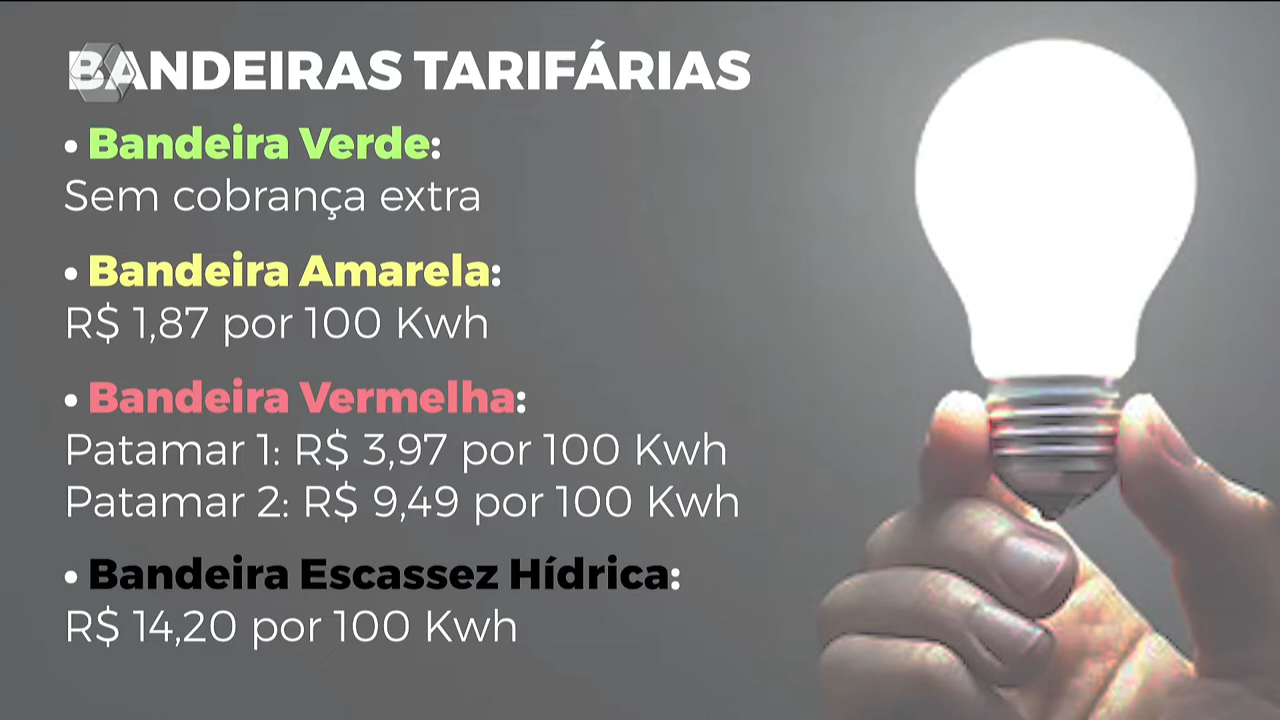 BANDEIRAS TARIFÁRIAS
• Bandeira Verde:
Sem cobrança extra
• Bandeira Amarela:
R$ 1,87 por 100 Kwh
• Bandeira Vermelha:
Patamar 1: R$ 3,97 por 100 Kwh
Patamar 2: R$ 9,49 por 100 Kwh
• Bandeira Escassez Hídrica:
R$ 14,20 por 100 Kwh